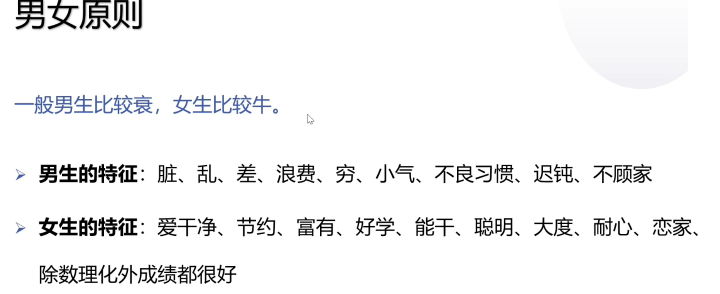 男女原则
一般男生比较衰，女生比较牛。
男生的特征：脏、乱、差、浪费、穷、小气、不良习惯、迟钝、不顾家
女生的特征：爱干净、节约、富有、好学、能干、聪明、大度、耐心、恋家、
除数理化外成绩都很好